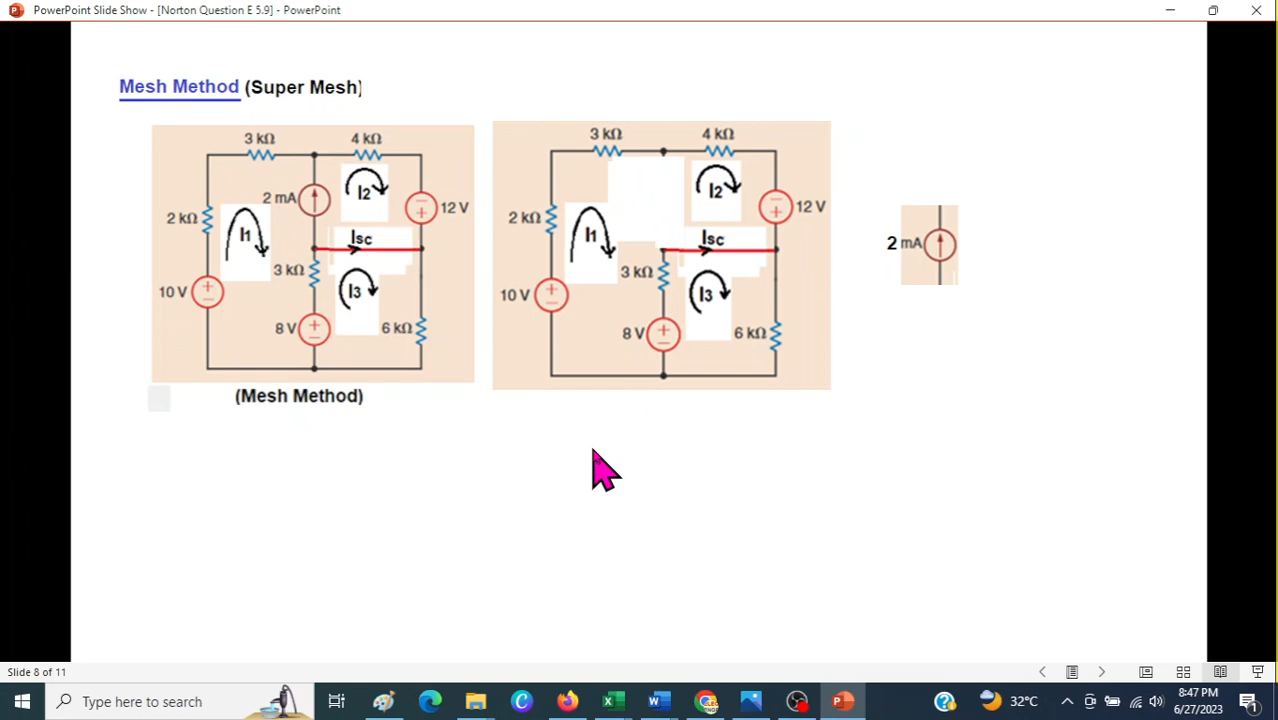 PowerPoint Slide Show - [Norton Question E 5.9] - PowerPoint
Mesh Method (Super Mesh)
3 kΩ
4 kΩ
2 mA
I2
12 V
2 kΩ
I1
Isc
3 kΩ
I3
10 V
8 V
6 kΩ
(Mesh Method)
3 kΩ
4 kΩ
I2
12 V
2 kΩ
I1
Isc
3 kΩ
I3
10 V
8 V
6 kΩ
2 mA
Slide 8 of 11
Type here to search
32°C
8:47 PM
6/27/2023
1